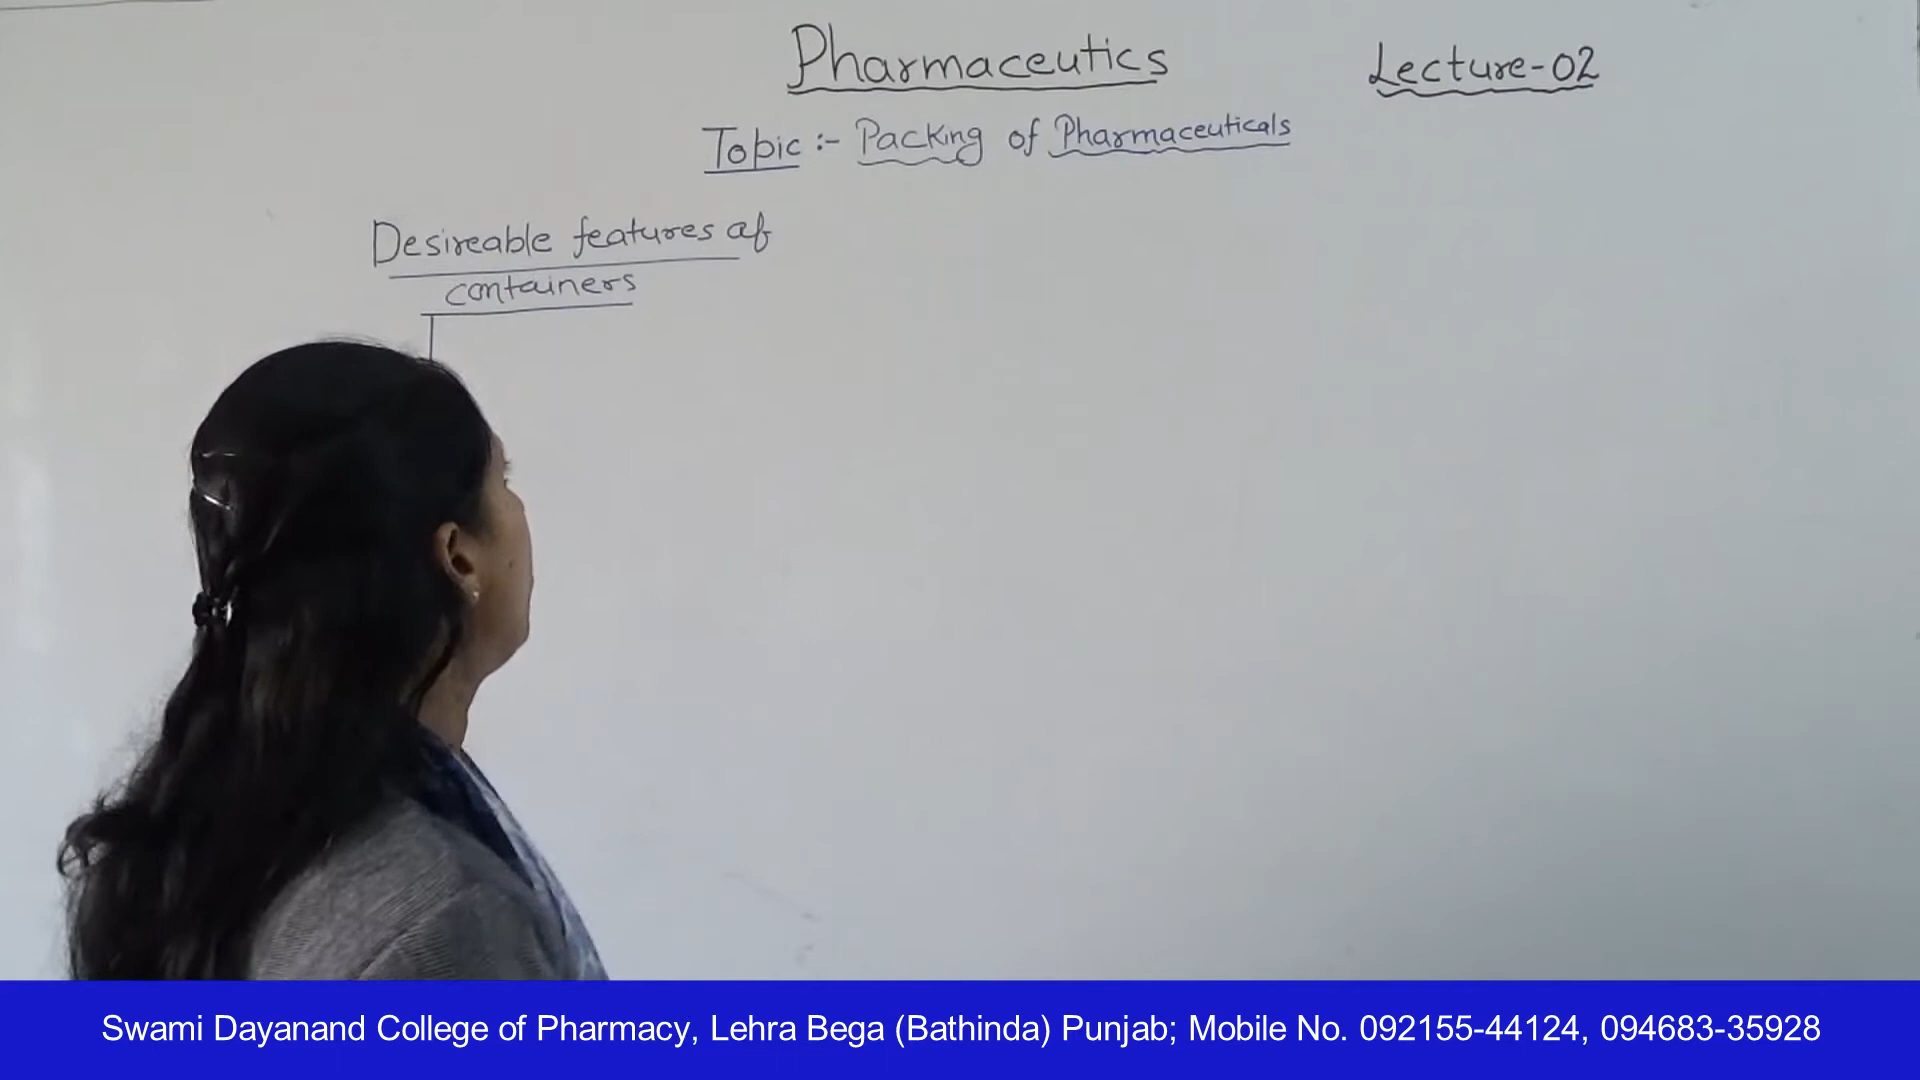 Pharmaceutics
Lecture-02
Topic :- Packing of Pharmaceuticals
Desireable features of
containers
Swami Dayanand College of Pharmacy, Lehra Bega (Bathinda) Punjab; Mobile No. 092155-44124, 094683-35928